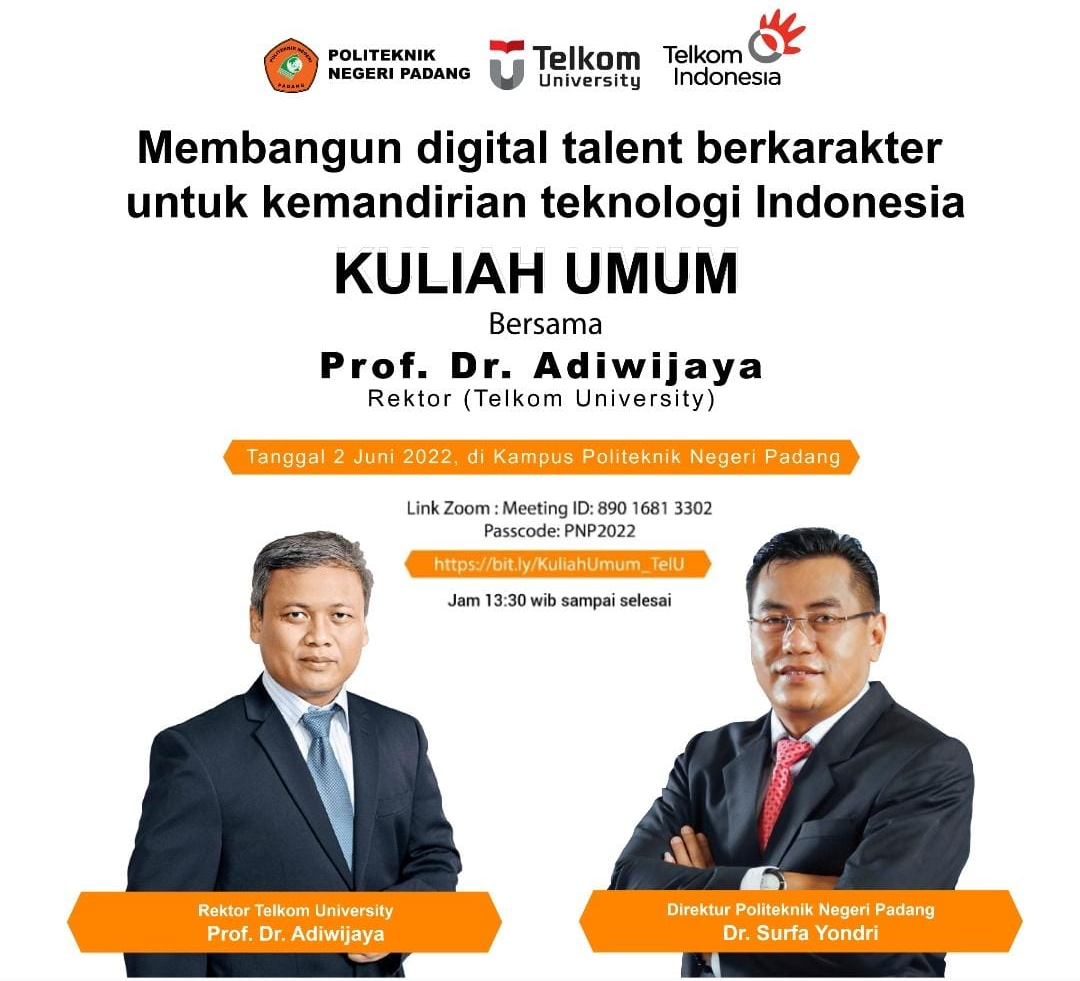 POLITEKNIK
NEGERI PADANG
Telkom
University
Telkom
Indonesia
Membangun digital talent berkarakter
untuk kemandirian teknologi Indonesia
KULIAH UMUM
Bersama
Prof. Dr. Adiwijaya
Rektor (Telkom University)
Tanggal 2 Juni 2022, di Kampus Politeknik Negeri Padang
Link Zoom : Meeting ID: 890 1681 3302
Passcode: PNP2022
https://bit.ly/KuliahUmum_TelU
Jam 13:30 wib sampai selesai
Rektor Telkom University
Prof. Dr. Adiwijaya
Direktur Politeknik Negeri Padang
Dr. Surfa Yondri